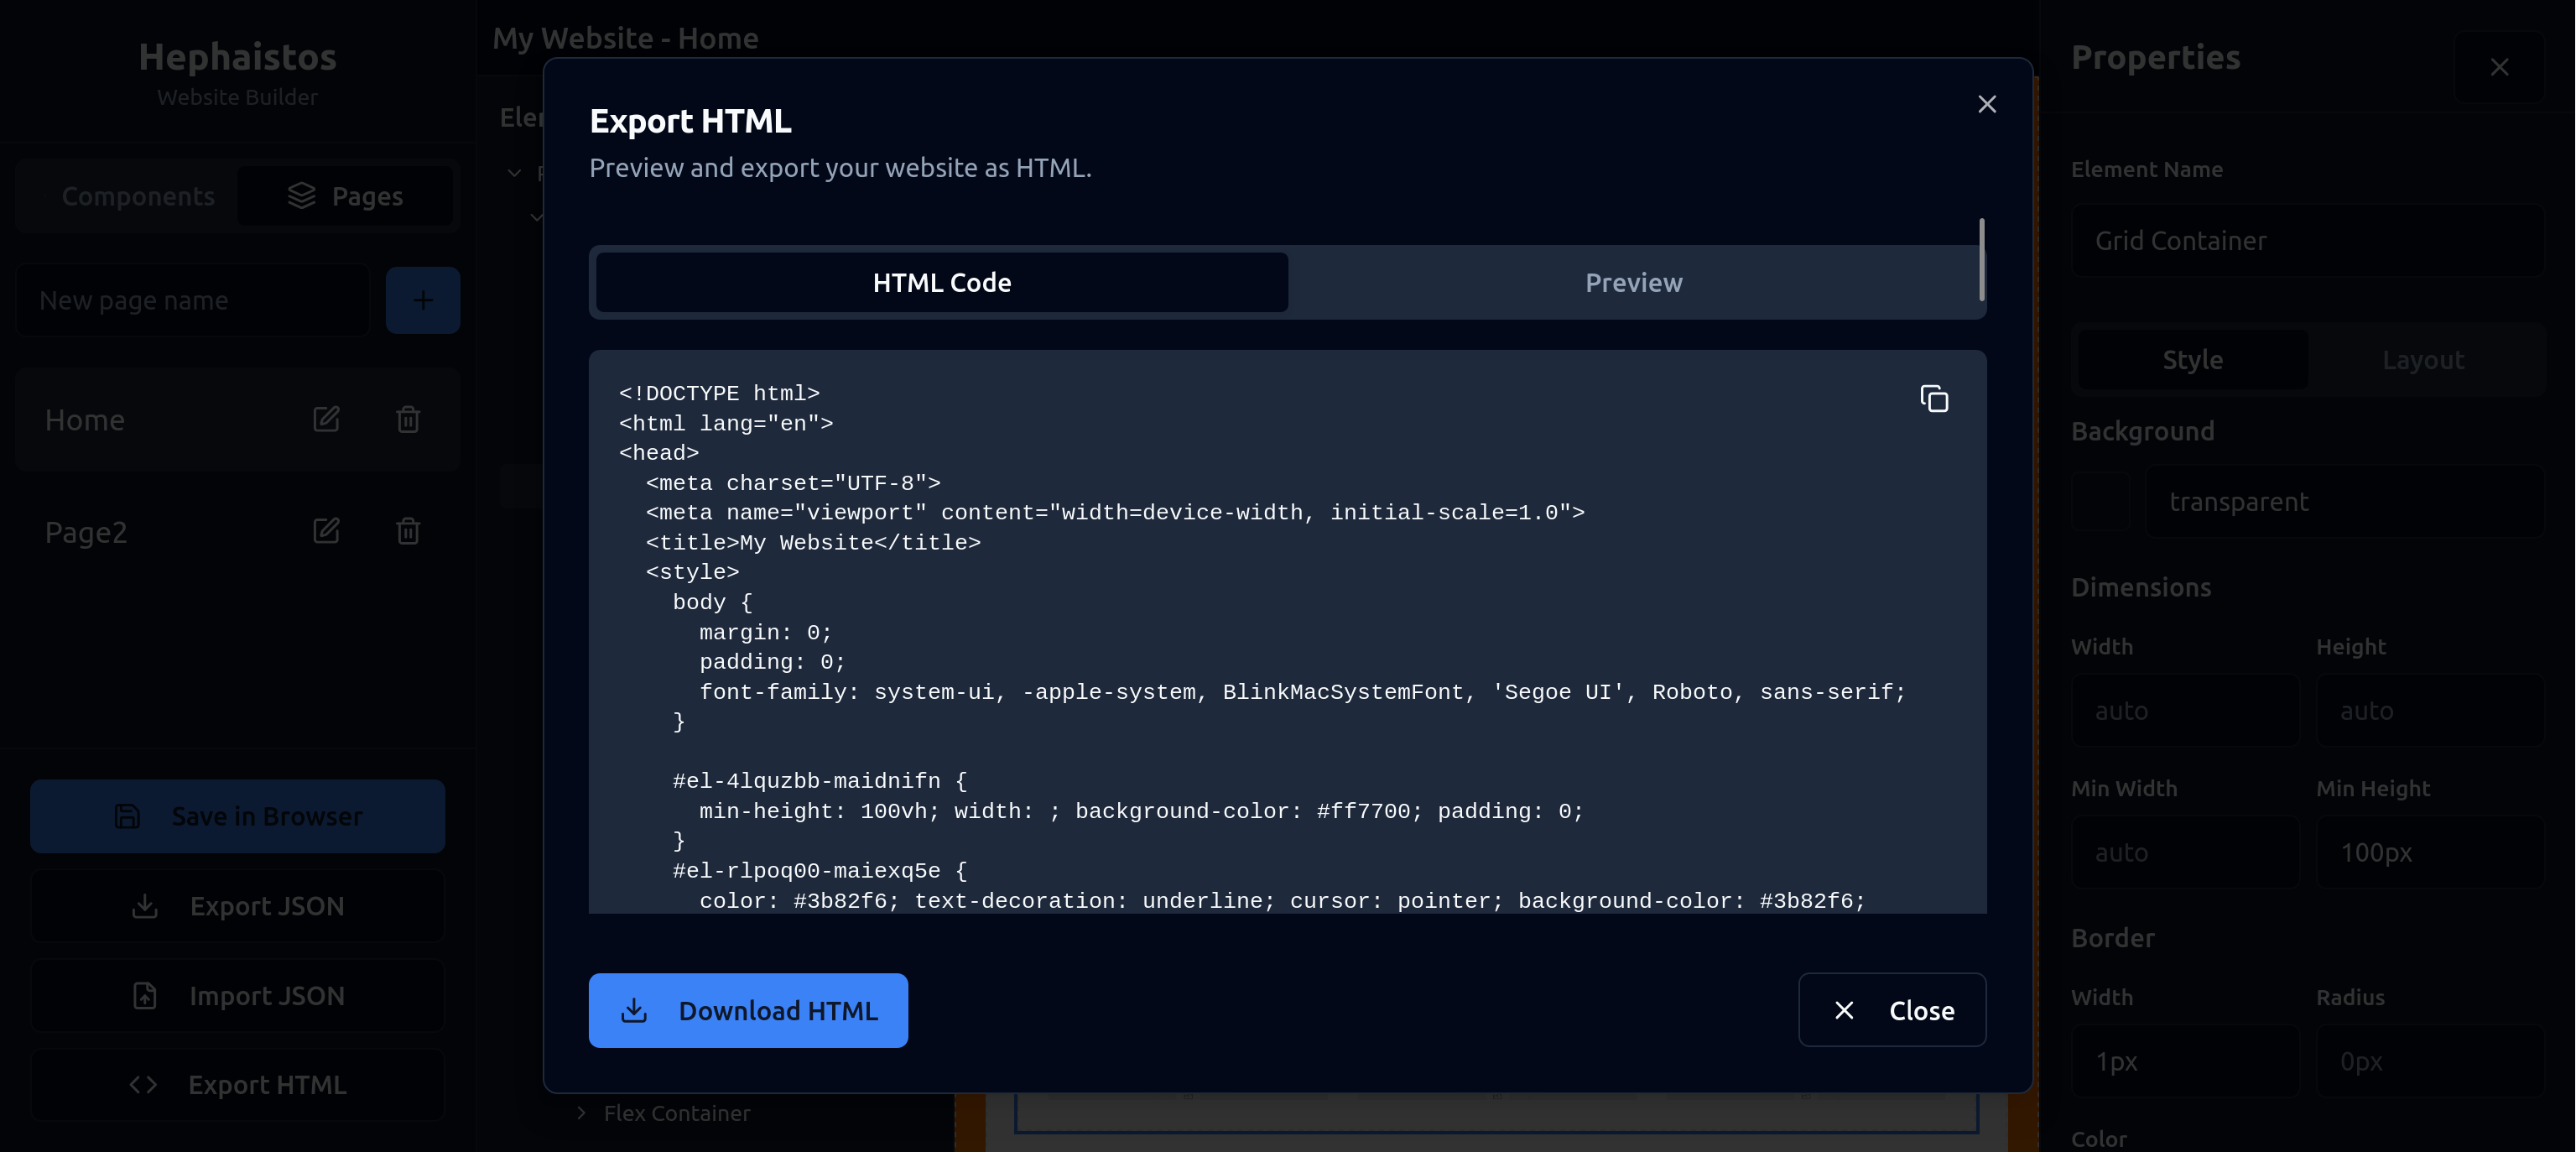 Hephaistos
Website Builder
Components
Pages
New page name
Home
Page2
Save in Browser
Export JSON
Import JSON
Export HTML
My Website - Home
Export HTML
Preview and export your website as HTML.
HTML Code
Preview
<!DOCTYPE html>
<html lang="en">
<head>
  <meta charset="UTF-8">
  <meta name="viewport" content="width=device-width, initial-scale=1.0">
  <title>My Website</title>
  <style>
    body {
      margin: 0;
      padding: 0;
      font-family: system-ui, -apple-system, BlinkMacSystemFont, 'Segoe UI', Roboto, sans-serif;
    }
    #el-4lquzbb-maidnifn {
      min-height: 100vh; width: ; background-color: #ff7700; padding: 0;
    }
    #el-rlpoq00-maiexq5e {
      color: #3b82f6; text-decoration: underline; cursor: pointer; background-color: #3b82f6;
Download HTML
Close
Flex Container
Properties
Element Name
Grid Container
Style
Layout
Background
transparent
Dimensions
Width
Height
auto
auto
Min Width
Min Height
auto
100px
Border
Width
Radius
1px
0px
Color